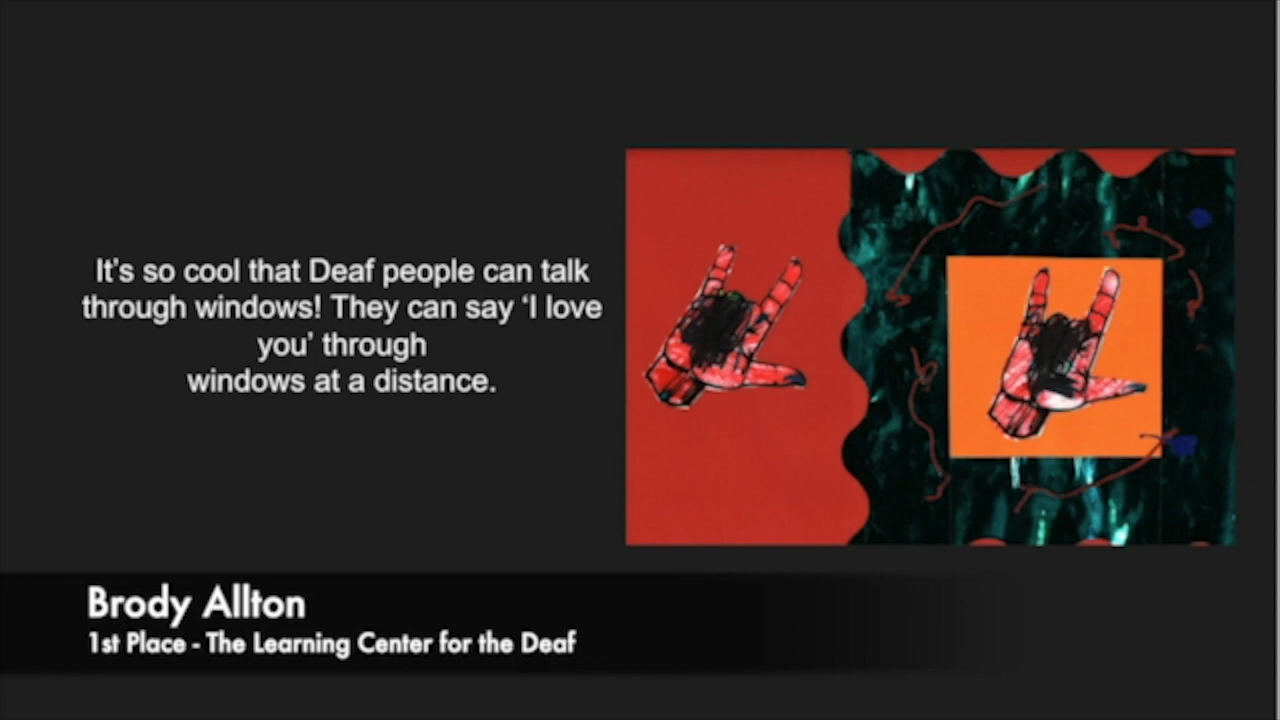 It’s so cool that Deaf people can talk
through windows! They can say ‘I love
you’ through
windows at a distance.
Brody Allton
1st Place - The Learning Center for the Deaf